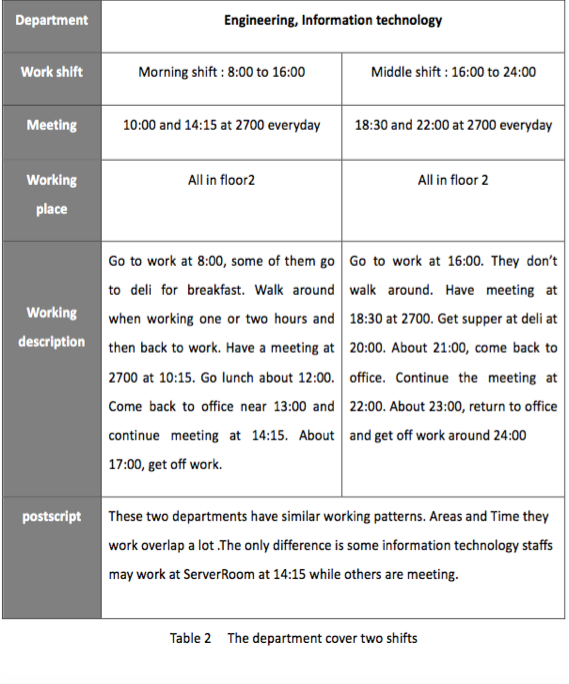 Department Engineering, Information technology
Work shift Morning shift : 8:00 to 16:00 Middle shift : 16:00 to 24:00
Meeting 10:00 and 14:15 at 2700 everyday 18:30 and 22:00 at 2700 everyday
Working
place
All in floor2 All in floor 2
Working
description
Go to work at 8:00, some of them go
to deli for breakfast. Walk around
when working one or two hours and
then back to work. Have a meeting at
2700 at 10:15. Go lunch about 12:00.
Come back to office near 13:00 and
continue meeting at 14:15. About
17:00, get off work.
Go to work at 16:00. They don't
walk around. Have meeting at
18:30 at 2700. Get supper at deli at
20:00. About 21:00, come back to
office. Continue the meeting at
22:00. About 23:00, return to office
and get off work around 24:00
postscript
These two departments have similar working patterns. Areas and Time they
work overlap a lot .The only difference is some information technology staffs
may work at ServerRoom at 14:15 while others are meeting.
Table 2 The department cover two shifts